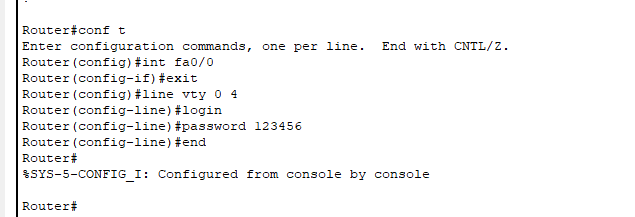 Router#conf t
Enter configuration commands, one per line.  End with CNTL/Z.
Router(config)#int fa0/0
Router(config-if)#exit
Router(config)#line vty 0 4
Router(config-line)#login
Router(config-line)#password 123456
Router(config-line)#end
Router#
%SYS-5-CONFIG_I: Configured from console by console
Router#